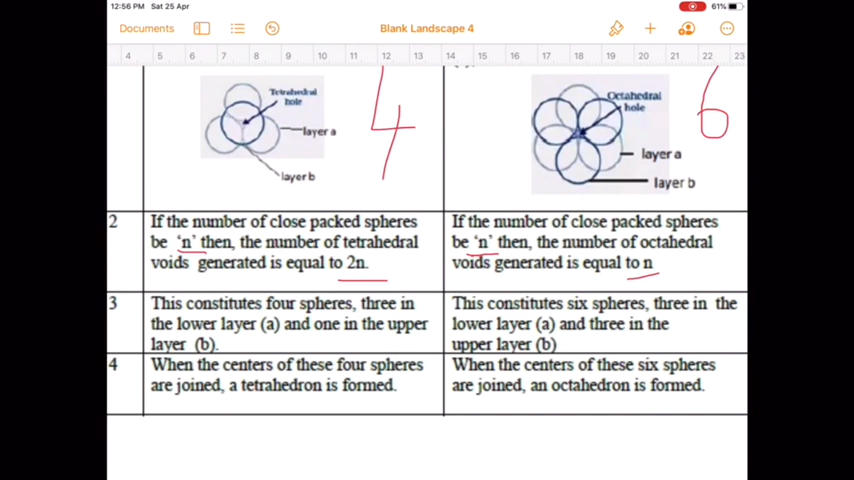 12:56 PM Sat 25 Apr
61%
Documents
Blank Landscape 4
4 5 6 7 8 9 10 11 12 13 14 15 16 17 18 19 20 21 22 23
Tetrahedral
hole
layer a
layer b
4
Octahedral
hole
layer a
layer b
6
2
If the number of close packed spheres
be ‘n’ then, the number of tetrahedral
voids generated is equal to 2n.
If the number of close packed spheres
be ‘n’ then, the number of octahedral
voids generated is equal to n
3
This constitutes four spheres, three in
the lower layer (a) and one in the upper
layer (b).
This constitutes six spheres, three in the
lower layer (a) and three in the
upper layer (b)
4
When the centers of these four spheres
are joined, a tetrahedron is formed.
When the centers of these six spheres
are joined, an octahedron is formed.